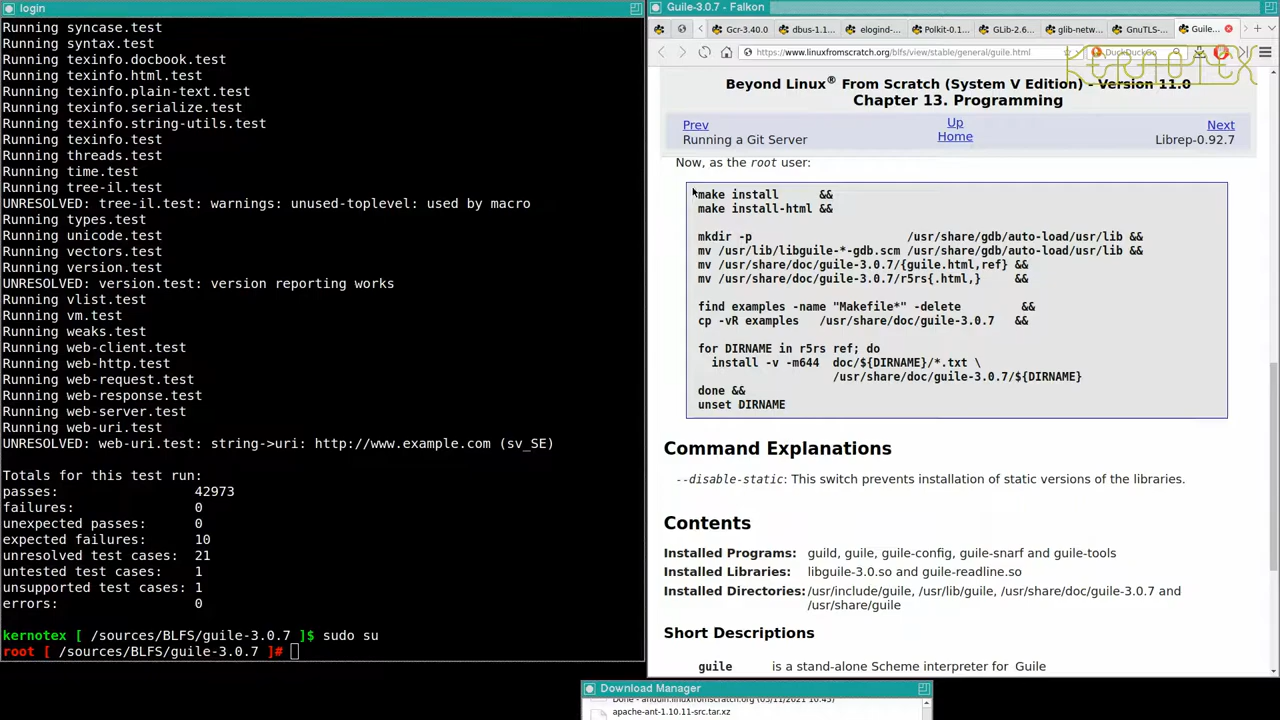 login
Running syncase.test
Running syntax.test
Running texinfo.docbook.test
Running texinfo.html.test
Running texinfo.plain-text.test
Running texinfo.serialize.test
Running texinfo.string-utils.test
Running texinfo.test
Running threads.test
Running time.test
Running tree-il.test
UNRESOLVED: tree-il.test: warnings: unused-toplevel: used by macro
Running types.test
Running unicode.test
Running vectors.test
Running version.test
UNRESOLVED: version.test: version reporting works
Running vlist.test
Running vm.test
Running weaks.test
Running web-client.test
Running web-http.test
Running web-request.test
Running web-response.test
Running web-server.test
Running web-uri.test
UNRESOLVED: web-uri.test: string->uri: http://www.example.com (sv_SE)
Totals for this test run:
passes: 42973
failures: 0
unexpected passes: 0
expected failures: 10
unresolved test cases: 21
untested test cases: 1
unsupported test cases: 1
errors: 0
kernotex [ /sources/BLFS/guile-3.0.7 ]$ sudo su
root [ /sources/BLFS/guile-3.0.7 ]#
Guile-3.0.7 - Falkon
Gcr-3.40.0 dbus-1.1... elogind-... Polkit-0.1... GLib-2.6... glib-netw... GnuTLS-... Guile...
https://www.linuxfromscratch.org/blfs/view/stable/general/guile.html DuckDuckGo
KERNOTEX
Beyond Linux® From Scratch (System V Edition) - Version 11.0
Chapter 13. Programming
Prev Up Next
Running a Git Server Home Librep-0.92.7
Now, as the root user:
make install &&
make install-html &&
mkdir -p /usr/share/gdb/auto-load/usr/lib &&
mv /usr/lib/libguile-*-gdb.scm /usr/share/gdb/auto-load/usr/lib &&
mv /usr/share/doc/guile-3.0.7/{guile.html,ref} &&
mv /usr/share/doc/guile-3.0.7/r5rs{.html,} &&
find examples -name "Makefile*" -delete &&
cp -vR examples /usr/share/doc/guile-3.0.7 &&
for DIRNAME in r5rs ref; do
install -v -m644 doc/${DIRNAME}/*.txt \
/usr/share/doc/guile-3.0.7/${DIRNAME}
done &&
unset DIRNAME
Command Explanations
--disable-static: This switch prevents installation of static versions of the libraries.
Contents
Installed Programs: guild, guile, guile-config, guile-snarf and guile-tools
Installed Libraries: libguile-3.0.so and guile-readline.so
Installed Directories: /usr/include/guile, /usr/lib/guile, /usr/share/doc/guile-3.0.7 and
/usr/share/guile
Short Descriptions
guile is a stand-alone Scheme interpreter for Guile
Download Manager
apache-ant-1.10.11-src.tar.xz